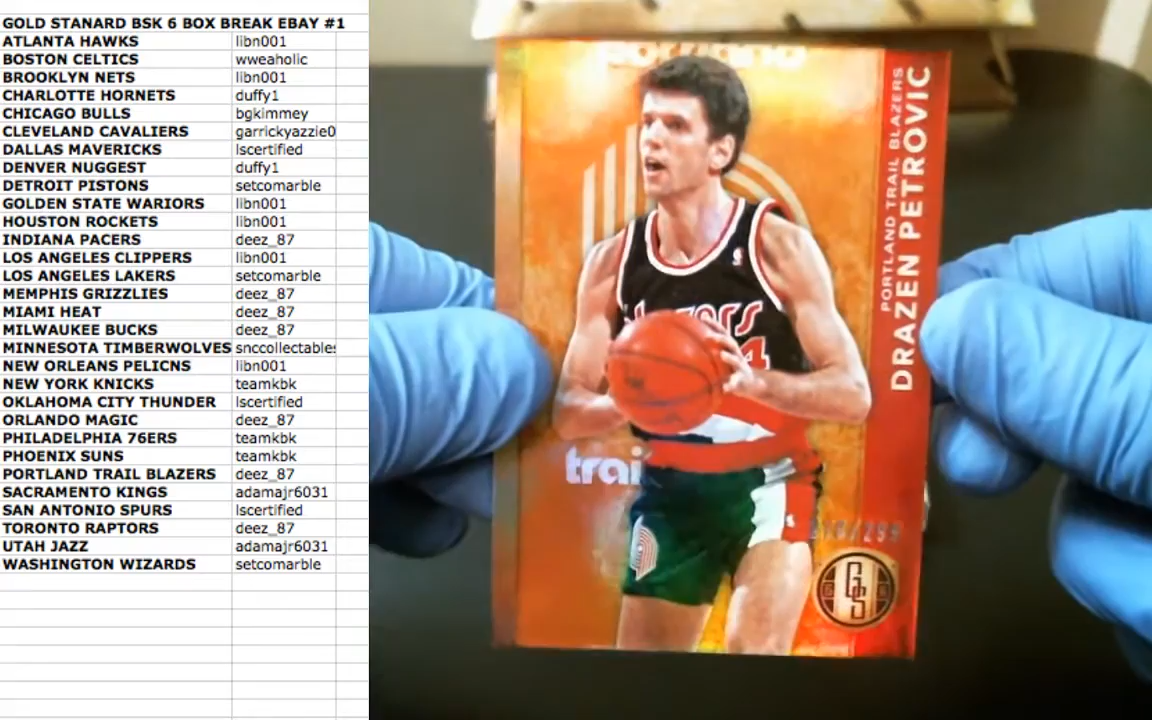 GOLD STANARD BSK 6 BOX BREAK EBAY #1
ATLANTA HAWKS libn001
BOSTON CELTICS wweaholic
BROOKLYN NETS libn001
CHARLOTTE HORNETS duffy1
CHICAGO BULLS bgkimmey
CLEVELAND CAVALIERS garrickyazzie0
DALLAS MAVERICKS lscertified
DENVER NUGGEST duffy1
DETROIT PISTONS setcomarble
GOLDEN STATE WARIORS libn001
HOUSTON ROCKETS libn001
INDIANA PACERS deez_87
LOS ANGELES CLIPPERS libn001
LOS ANGELES LAKERS setcomarble
MEMPHIS GRIZZLIES deez_87
MIAMI HEAT deez_87
MILWAUKEE BUCKS deez_87
MINNESOTA TIMBERWOLVES snccollectables
NEW ORLEANS PELICNS libn001
NEW YORK KNICKS teamkbk
OKLAHOMA CITY THUNDER lscertified
ORLANDO MAGIC deez_87
PHILADELPHIA 76ERS teamkbk
PHOENIX SUNS teamkbk
PORTLAND TRAIL BLAZERS deez_87
SACRAMENTO KINGS adamajr6031
SAN ANTONIO SPURS lscertified
TORONTO RAPTORS deez_87
UTAH JAZZ adamajr6031
WASHINGTON WIZARDS setcomarble
portland
PORTLAND TRAIL BLAZERS
DRAZEN PETROVIC
trai
GS